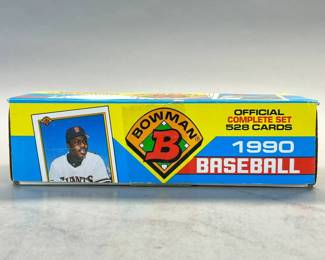 BOWMAN
B
OFFICIAL
COMPLETE SET
528 CARDS
1990
BASEBALL